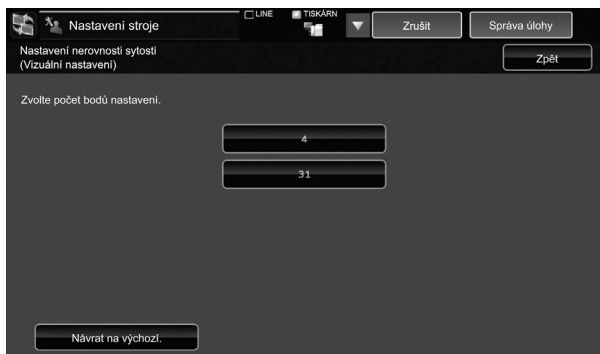 Nastavení stroje
LINE
TISKÁRN
Zrušit
Správa úlohy
Nastavení nerovnosti sytosti
(Vizuální nastavení)
Zpět
Zvolte počet bodů nastavení.
4
31
Návrat na výchozí.